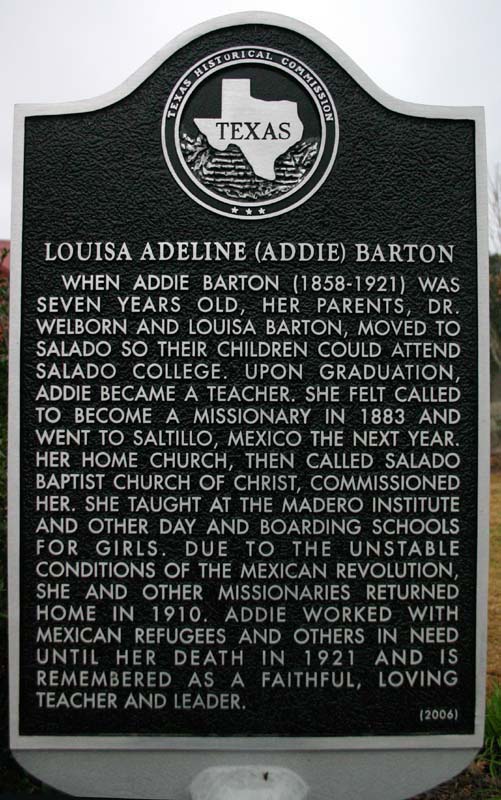 TEXAS HISTORICAL COMMISSION
TEXAS
LOUISA ADELINE (ADDIE) BARTON
WHEN ADDIE BARTON (1858-1921) WAS
SEVEN YEARS OLD, HER PARENTS, DR.
WELBORN AND LOUISA BARTON, MOVED TO
SALADO SO THEIR CHILDREN COULD ATTEND
SALADO COLLEGE. UPON GRADUATION,
ADDIE BECAME A TEACHER. SHE FELT CALLED
TO BECOME A MISSIONARY IN 1883 AND
WENT TO SALTILLO, MEXICO THE NEXT YEAR.
HER HOME CHURCH, THEN CALLED SALADO
BAPTIST CHURCH OF CHRIST, COMMISSIONED
HER. SHE TAUGHT AT THE MADERO INSTITUTE
AND OTHER DAY AND BOARDING SCHOOLS
FOR GIRLS. DUE TO THE UNSTABLE
CONDITIONS OF THE MEXICAN REVOLUTION,
SHE AND OTHER MISSIONARIES RETURNED
HOME IN 1910. ADDIE WORKED WITH
MEXICAN REFUGEES AND OTHERS IN NEED
UNTIL HER DEATH IN 1921 AND IS
REMEMBERED AS A FAITHFUL, LOVING
TEACHER AND LEADER.
(2006)